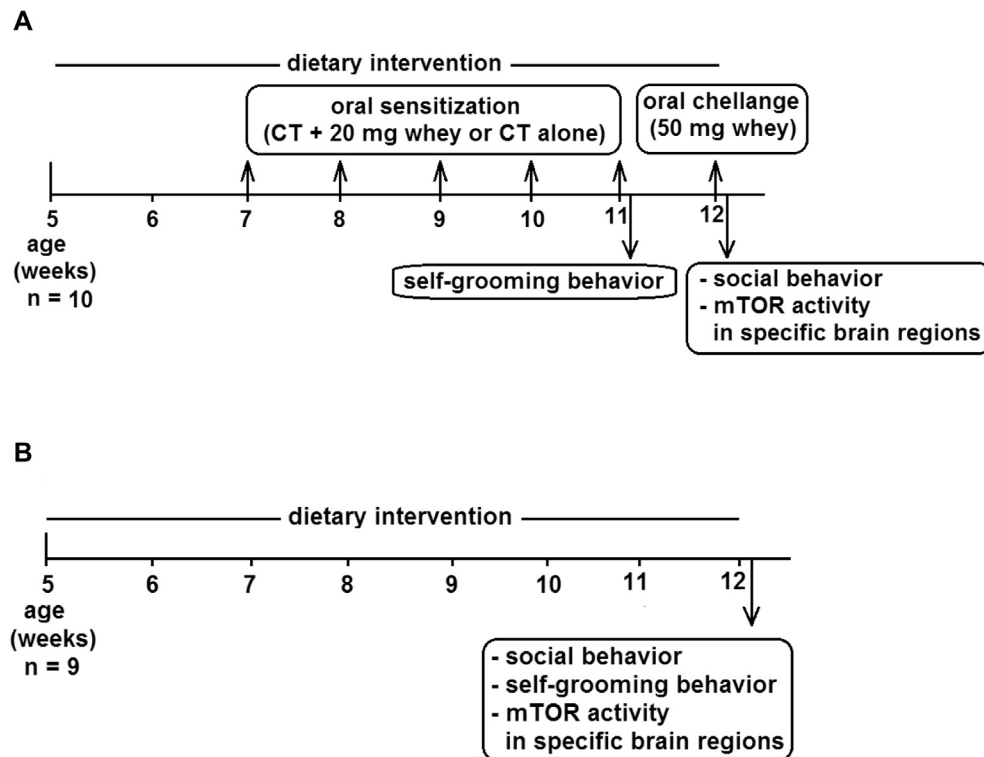 A
dietary intervention
oral sensitization
(CT + 20 mg whey or CT alone)
oral chellange
(50 mg whey)
5 6 7 8 9 10 11 12
age
(weeks)
n = 10
self-grooming behavior
- social behavior
- mTOR activity
in specific brain regions
B
dietary intervention
5 6 7 8 9 10 11 12
age
(weeks)
n = 9
- social behavior
- self-grooming behavior
- mTOR activity
in specific brain regions